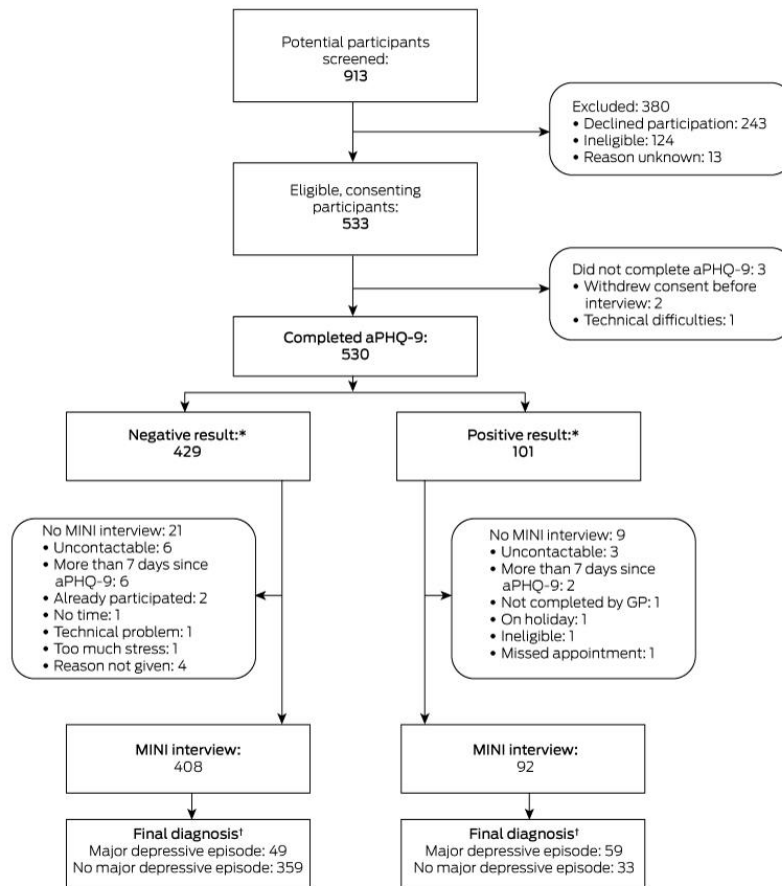 Potential participants
screened:
913
Excluded: 380
• Declined participation: 243
• Ineligible: 124
• Reason unknown: 13
Eligible, consenting
participants:
533
Did not complete aPHQ-9: 3
• Withdrew consent before
interview: 2
• Technical difficulties: 1
Completed aPHQ-9:
530
Negative result:*
429
Positive result:*
101
No MINI interview: 21
• Uncontactable: 6
• More than 7 days since
aPHQ-9: 6
• Already participated: 2
• No time: 1
• Technical problem: 1
• Too much stress: 1
• Reason not given: 4
No MINI interview: 9
• Uncontactable: 3
• More than 7 days since
aPHQ-9: 2
• Not completed by GP: 1
• On holiday: 1
• Ineligible: 1
• Missed appointment: 1
MINI interview:
408
MINI interview:
92
Final diagnosis†
Major depressive episode: 49
No major depressive episode: 359
Final diagnosis†
Major depressive episode: 59
No major depressive episode: 33